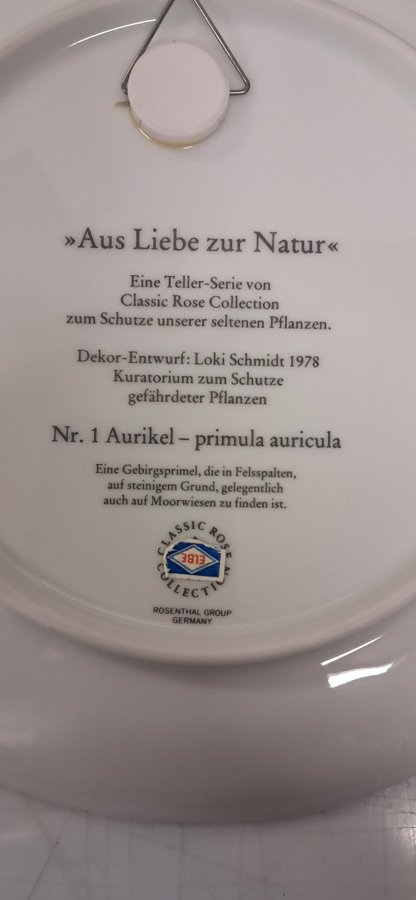 »Aus Liebe zur Natur«
Eine Teller-Serie von
Classic Rose Collection
zum Schutze unserer seltenen Pflanzen.
Dekor-Entwurf: Loki Schmidt 1978
Kuratorium zum Schutze
gefährdeter Pflanzen
Nr. 1 Aurikel – primula auricula
Eine Gebirgsprimel, die in Felsspalten,
auf steinigem Grund, gelegentlich
auch auf Moorwiesen zu finden ist.
CLASSIC ROSE
ELBE
COLLECTION
ROSENTHAL GROUP
GERMANY